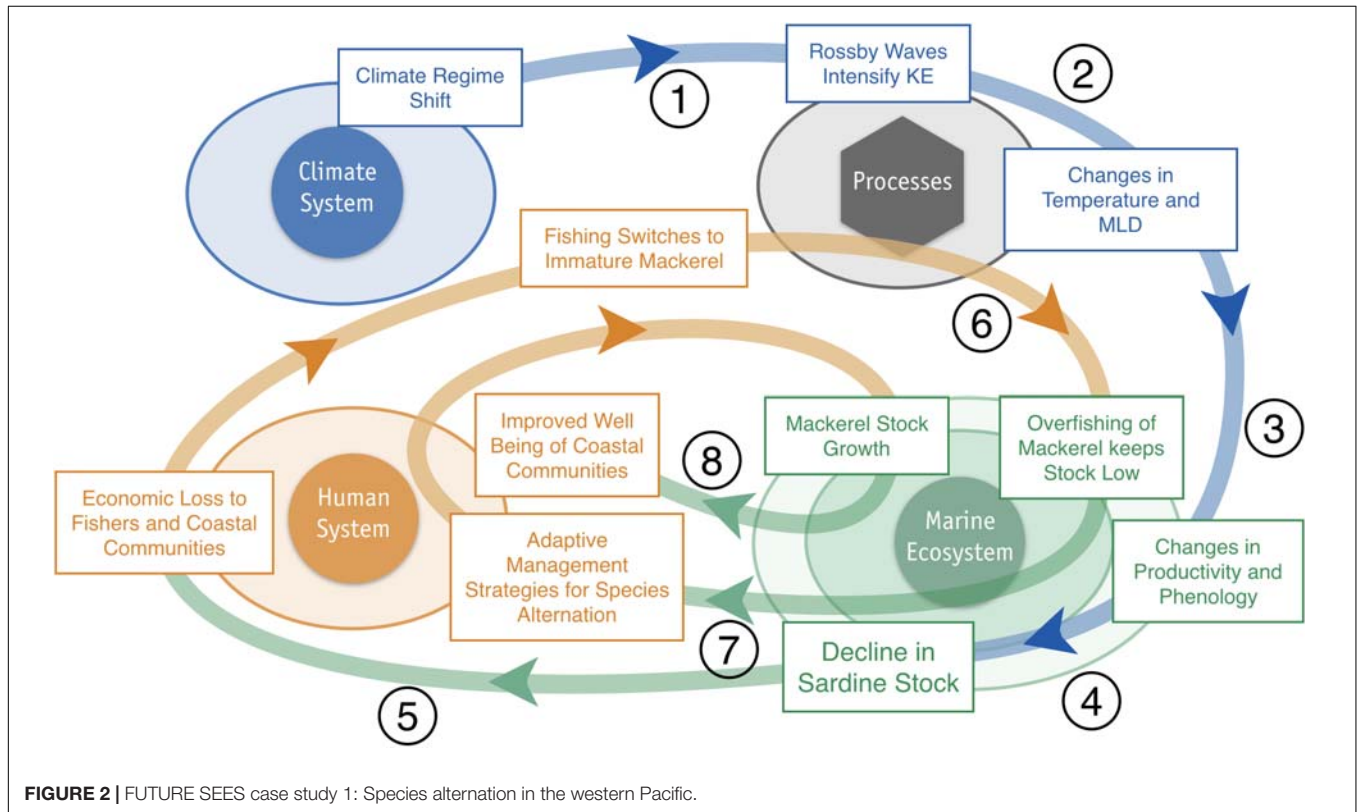 Climate Regime
Shift
Rossby Waves
Intensify KE
1
2
Climate
System
Processes
Changes in
Temperature and
MLD
Fishing Switches to
Immature Mackerel
6
3
Improved Well
Being of Coastal
Communities
8
Mackerel Stock
Growth
Overfishing of
Mackerel keeps
Stock Low
Economic Loss to
Fishers and Coastal
Communities
Human
System
Adaptive
Management
Strategies for Species
Alternation
Marine
Ecosystem
Changes in
Productivity and
Phenology
7
Decline in
Sardine Stock
4
5
FIGURE 2 | FUTURE SEES case study 1: Species alternation in the western Pacific.